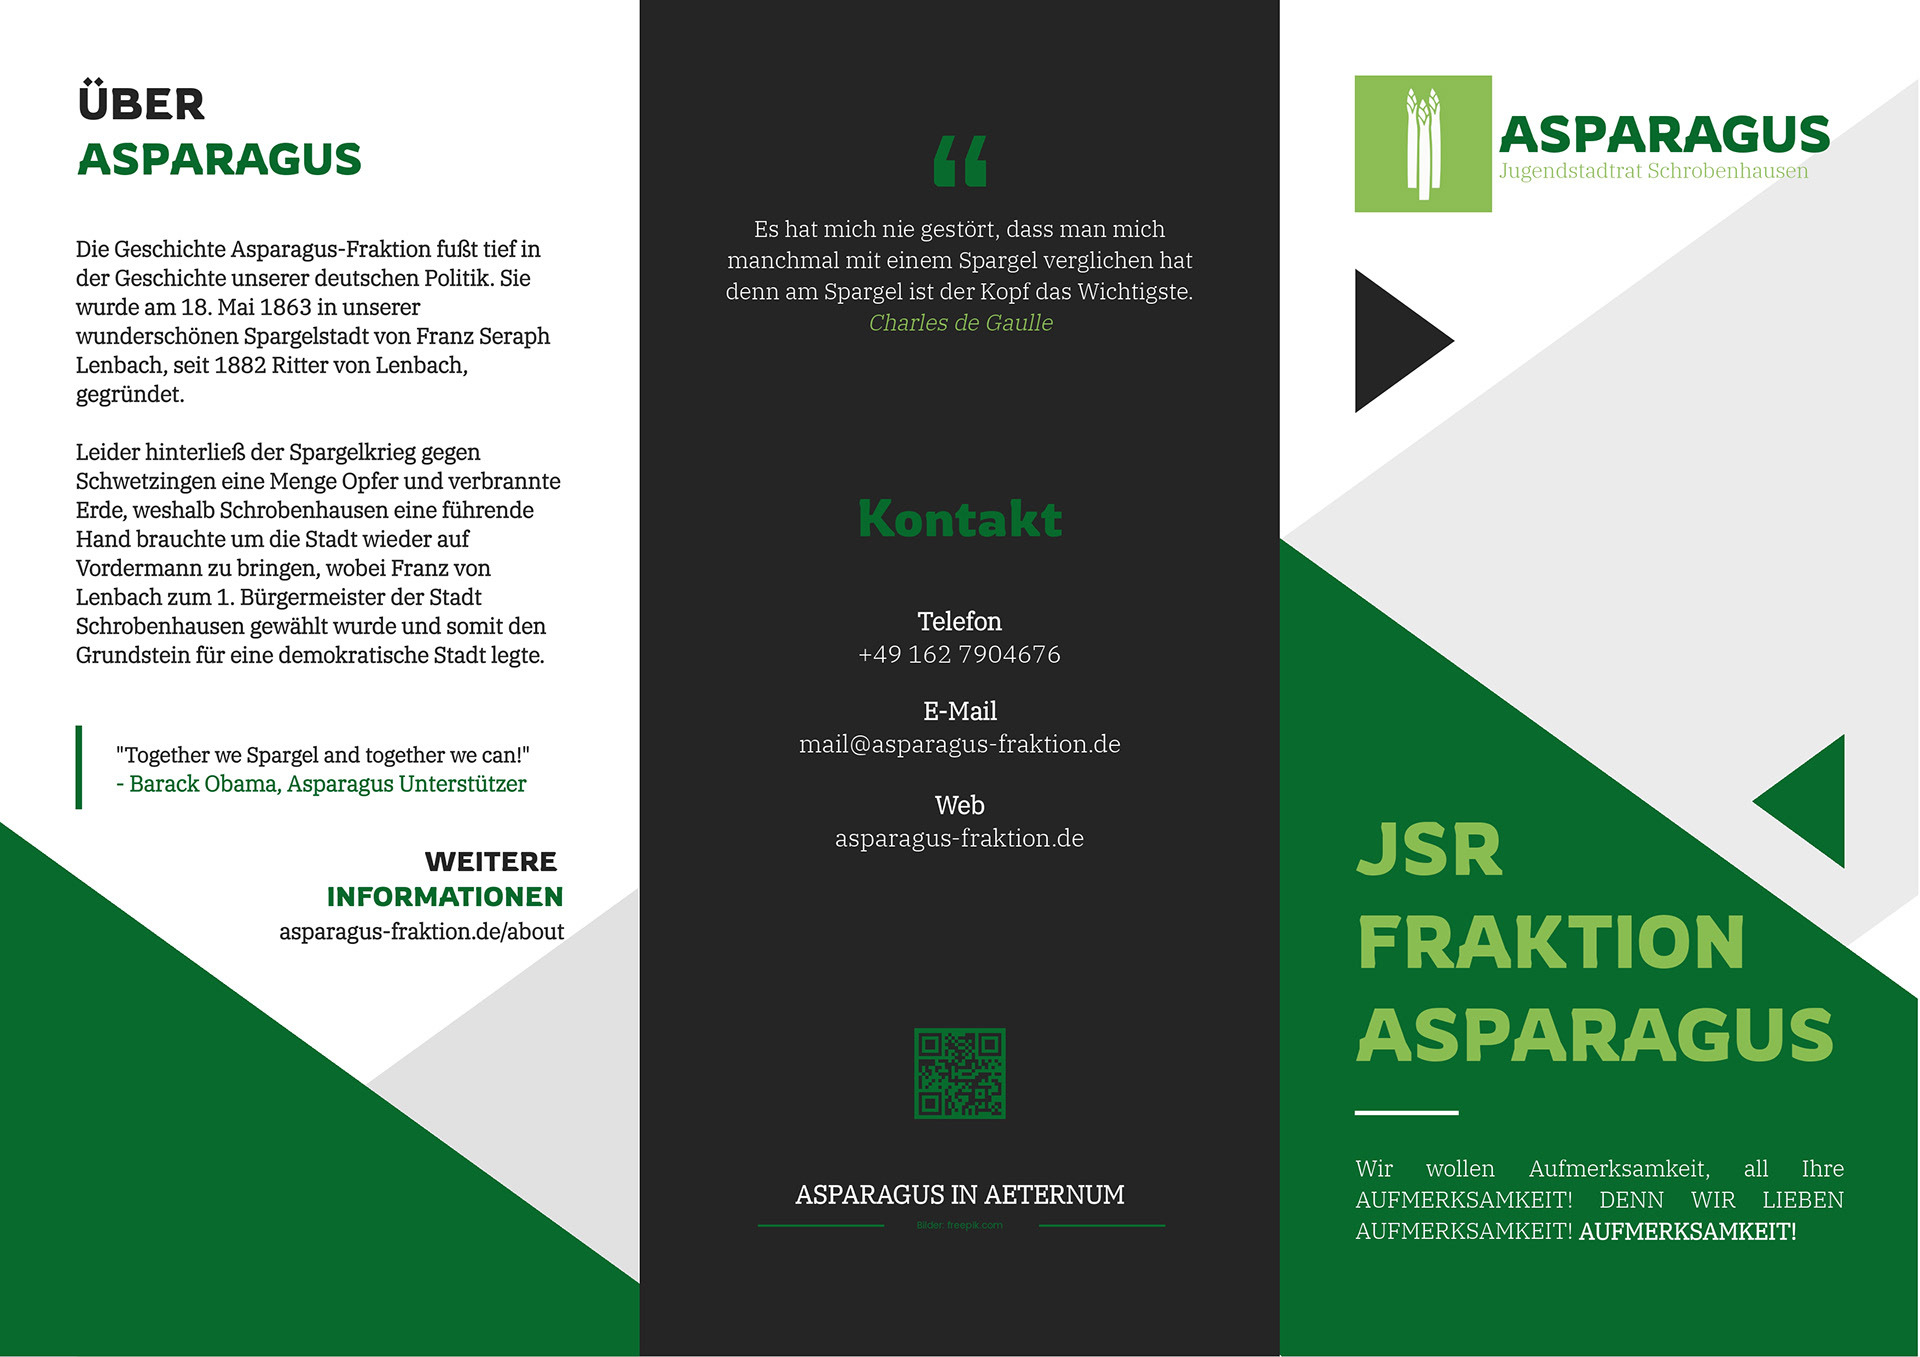 ÜBER
ASPARAGUS
Die Geschichte Asparagus-Fraktion fußt tief in
der Geschichte unserer deutschen Politik. Sie
wurde am 18. Mai 1863 in unserer
wunderschönen Spargelstadt von Franz Seraph
Lenbach, seit 1882 Ritter von Lenbach,
gegründet.
Leider hinterließ der Spargelkrieg gegen
Schwetzingen eine Menge Opfer und verbrannte
Erde, weshalb Schrobenhausen eine führende
Hand brauchte um die Stadt wieder auf
Vordermann zu bringen, wobei Franz von
Lenbach zum 1. Bürgermeister der Stadt
Schrobenhausen gewählt wurde und somit den
Grundstein für eine demokratische Stadt legte.
"Together we Spargel and together we can!"
- Barack Obama, Asparagus Unterstützer
WEITERE
INFORMATIONEN
asparagus-fraktion.de/about
“
Es hat mich nie gestört, dass man mich
manchmal mit einem Spargel verglichen hat
denn am Spargel ist der Kopf das Wichtigste.
Charles de Gaulle
Kontakt
Telefon
+49 162 7904676
E-Mail
mail@asparagus-fraktion.de
Web
asparagus-fraktion.de
ASPARAGUS IN AETERNUM
Bilder: freepik.com
ASPARAGUS
Jugendstadtrat Schrobenhausen
JSR
FRAKTION
ASPARAGUS
Wir wollen Aufmerksamkeit, all Ihre
AUFMERKSAMKEIT! DENN WIR LIEBEN
AUFMERKSAMKEIT! AUFMERKSAMKEIT!